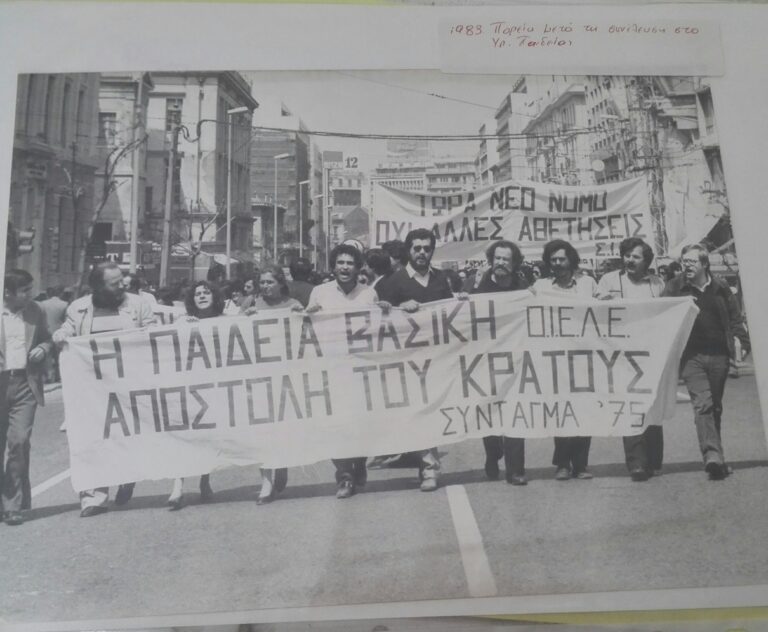 1983 Πορεία μετά τη συνέλευση στο
Υπ. Παιδείας
12
ΤΩΡΑ ΝΕΟ ΝΟΜΟ
ΟΧΙ ΑΛΛΕΣ ΑΘΕΤΗΣΕΙΣ
Η ΠΑΙΔΕΙΑ ΒΑΣΙΚΗ Ο.Ι.Ε.Λ.Ε.
ΑΠΟΣΤΟΛΗ ΤΟΥ ΚΡΑΤΟΥΣ
ΣΥΝΤΑΓΜΑ '75